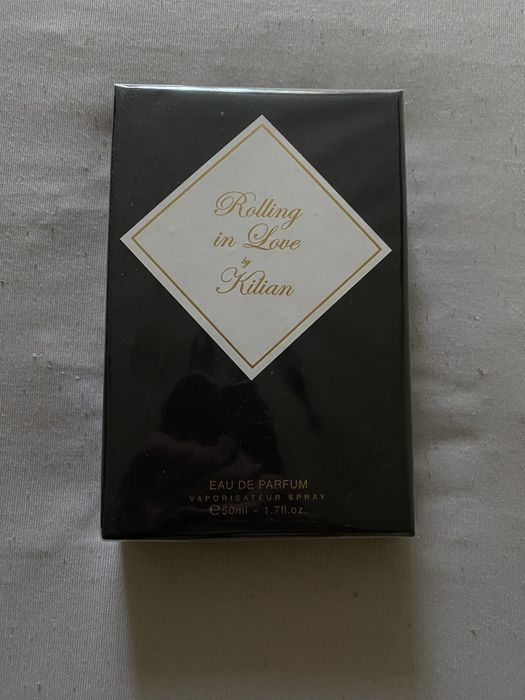 Rolling
in Love
by
Kilian
EAU DE PARFUM
VAPORISATEUR SPRAY
℮50ml - 1.7fl.oz.